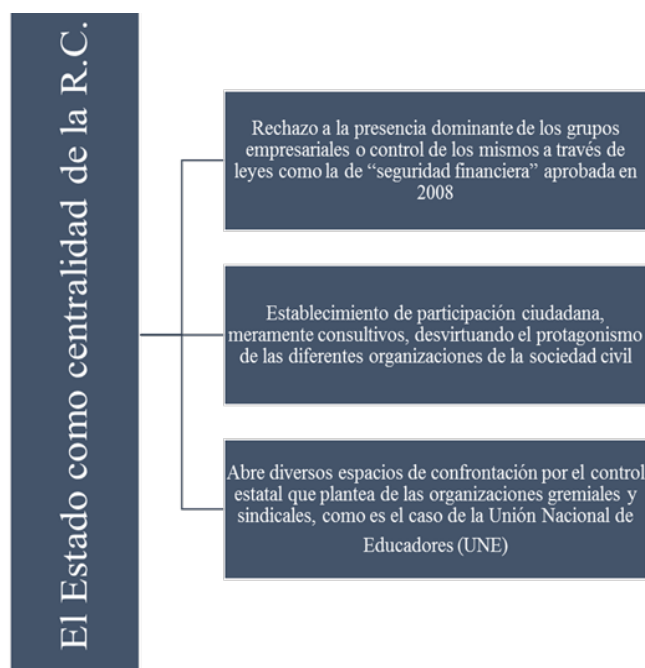 El Estado como centralidad de la R.C.
Rechazo a la presencia dominante de los grupos
empresariales o control de los mismos a través de
leyes como la de “seguridad financiera” aprobada en
2008
Establecimiento de participación ciudadana,
meramente consultivos, desvirtuando el protagonismo
de las diferentes organizaciones de la sociedad civil
Abre diversos espacios de confrontación por el control
estatal que plantea de las organizaciones gremiales y
sindicales, como es el caso de la Unión Nacional de
Educadores (UNE)